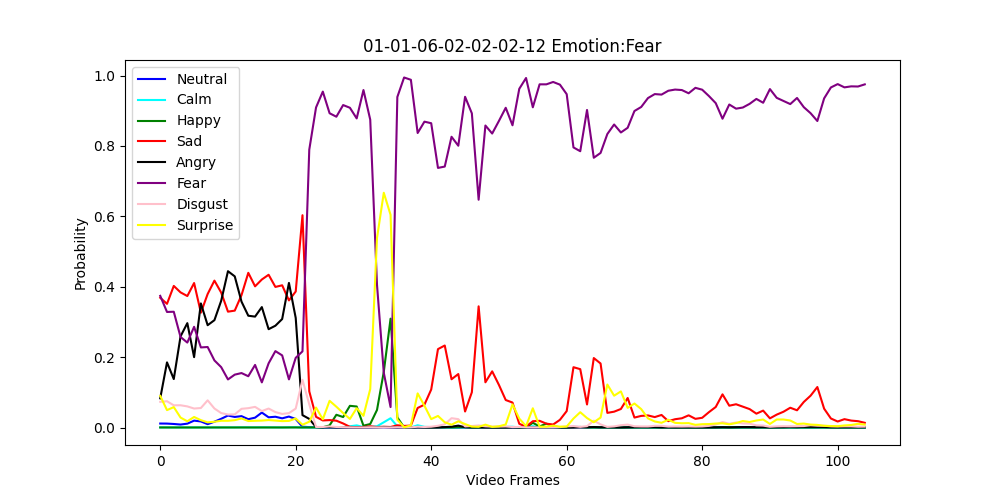 01-01-06-02-02-02-12 Emotion:Fear
1.0
0.8
0.6
0.4
0.2
0.0
Probability
Neutral
Calm
Happy
Sad
Angry
Fear
Disgust
Surprise
0 20 40 60 80 100
Video Frames